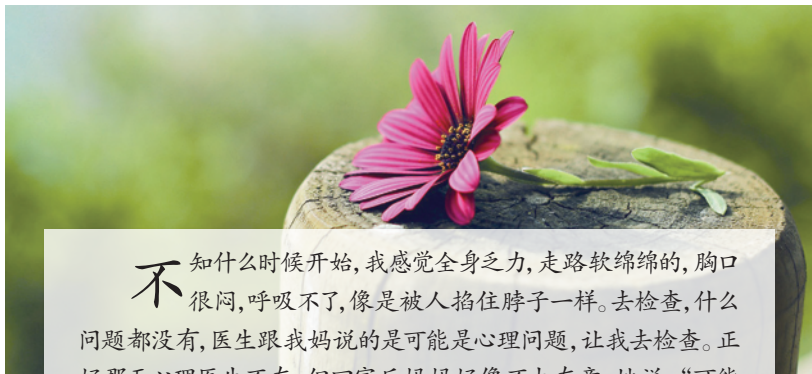 不知什么时候开始,我感觉全身乏力,走路软绵绵的,胸口
很闷,呼吸不了,像是被人掐住脖子一样。去检查,什么
问题都没有,医生跟我妈说的是可能是心理问题,让我去检查。正